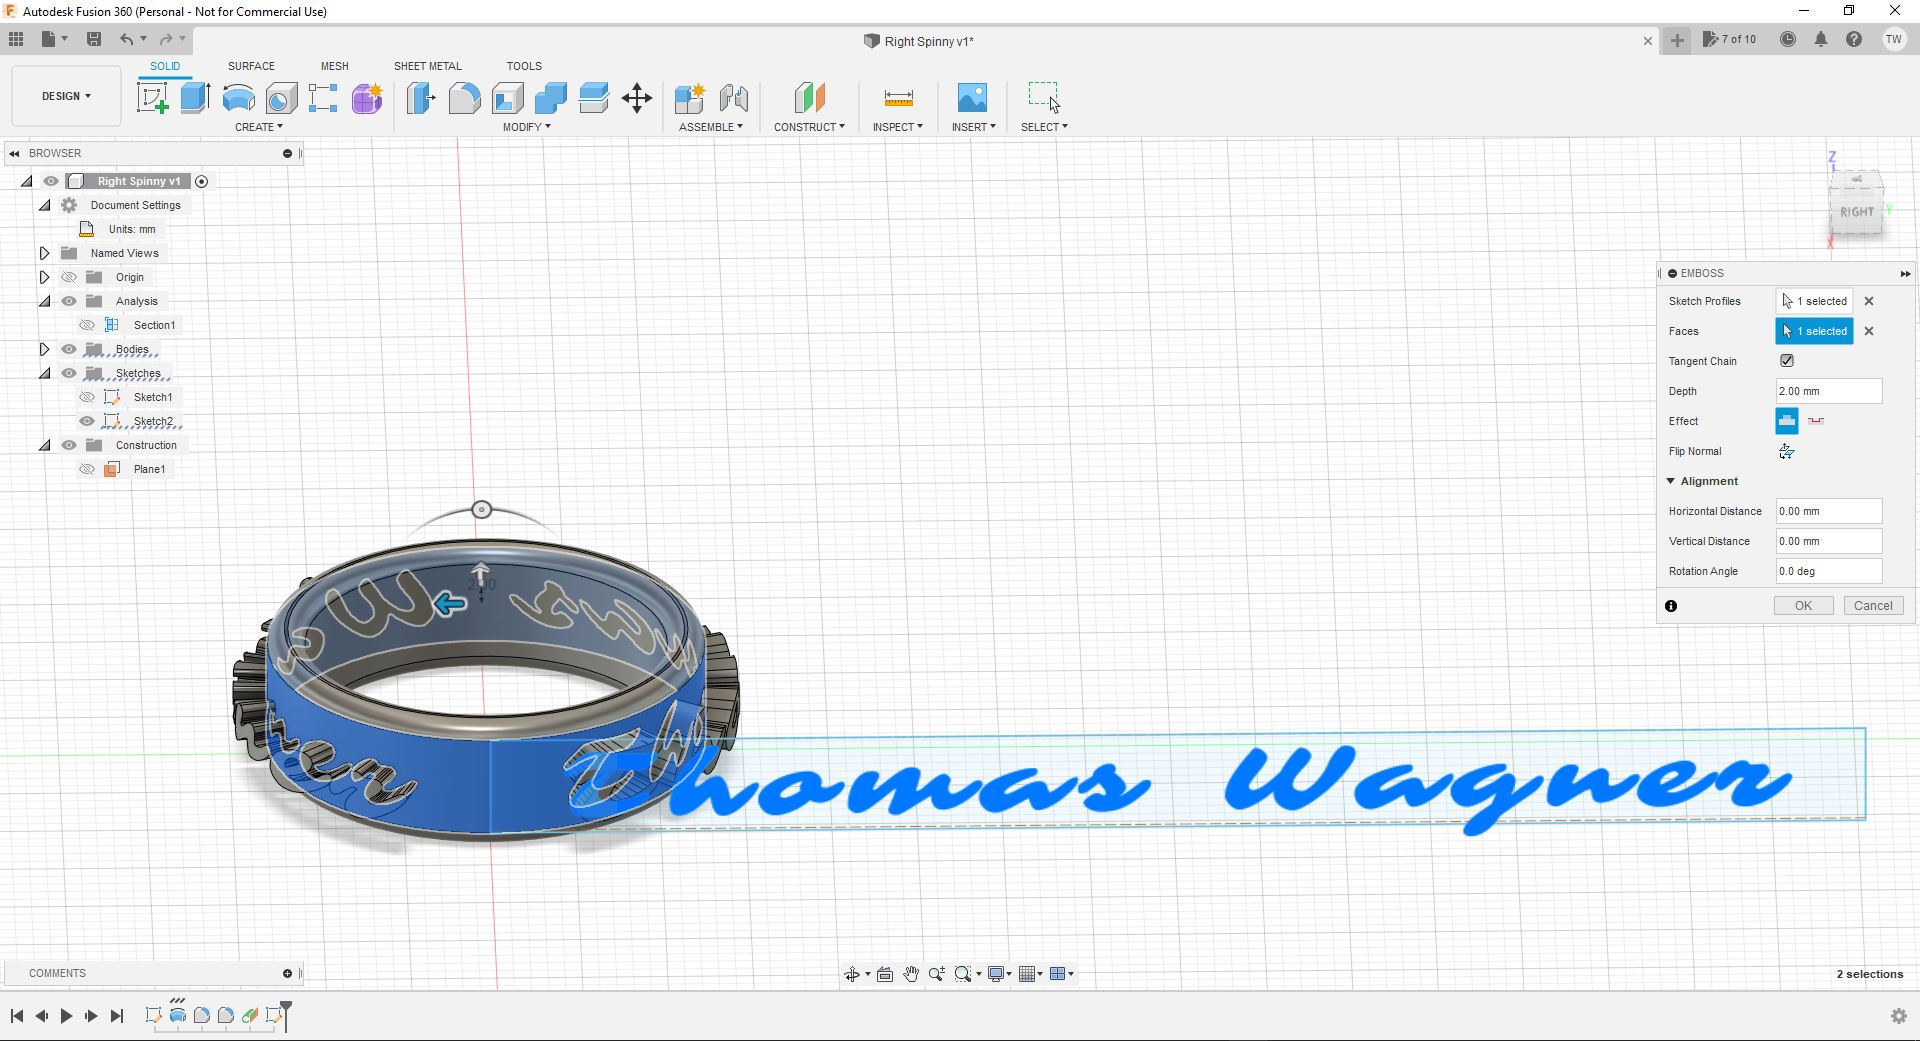 Autodesk Fusion 360 (Personal - Not for Commercial Use)
Right Spinny v1*
7 of 10
TW
DESIGN
SOLID
SURFACE
MESH
SHEET METAL
TOOLS
CREATE
MODIFY
ASSEMBLE
CONSTRUCT
INSPECT
INSERT
SELECT
BROWSER
Right Spinny v1
Document Settings
Units: mm
Named Views
Origin
Analysis
Section1
Bodies
Sketches
Sketch1
Sketch2
Construction
Plane1
Z
RIGHT
Y
X
EMBOSS
Sketch Profiles
1 selected
Faces
1 selected
Tangent Chain
Depth
2.00 mm
Effect
Flip Normal
Alignment
Horizontal Distance
0.00 mm
Vertical Distance
0.00 mm
Rotation Angle
0.0 deg
OK
Cancel
2.00
Thomas Wagner
COMMENTS
2 selections